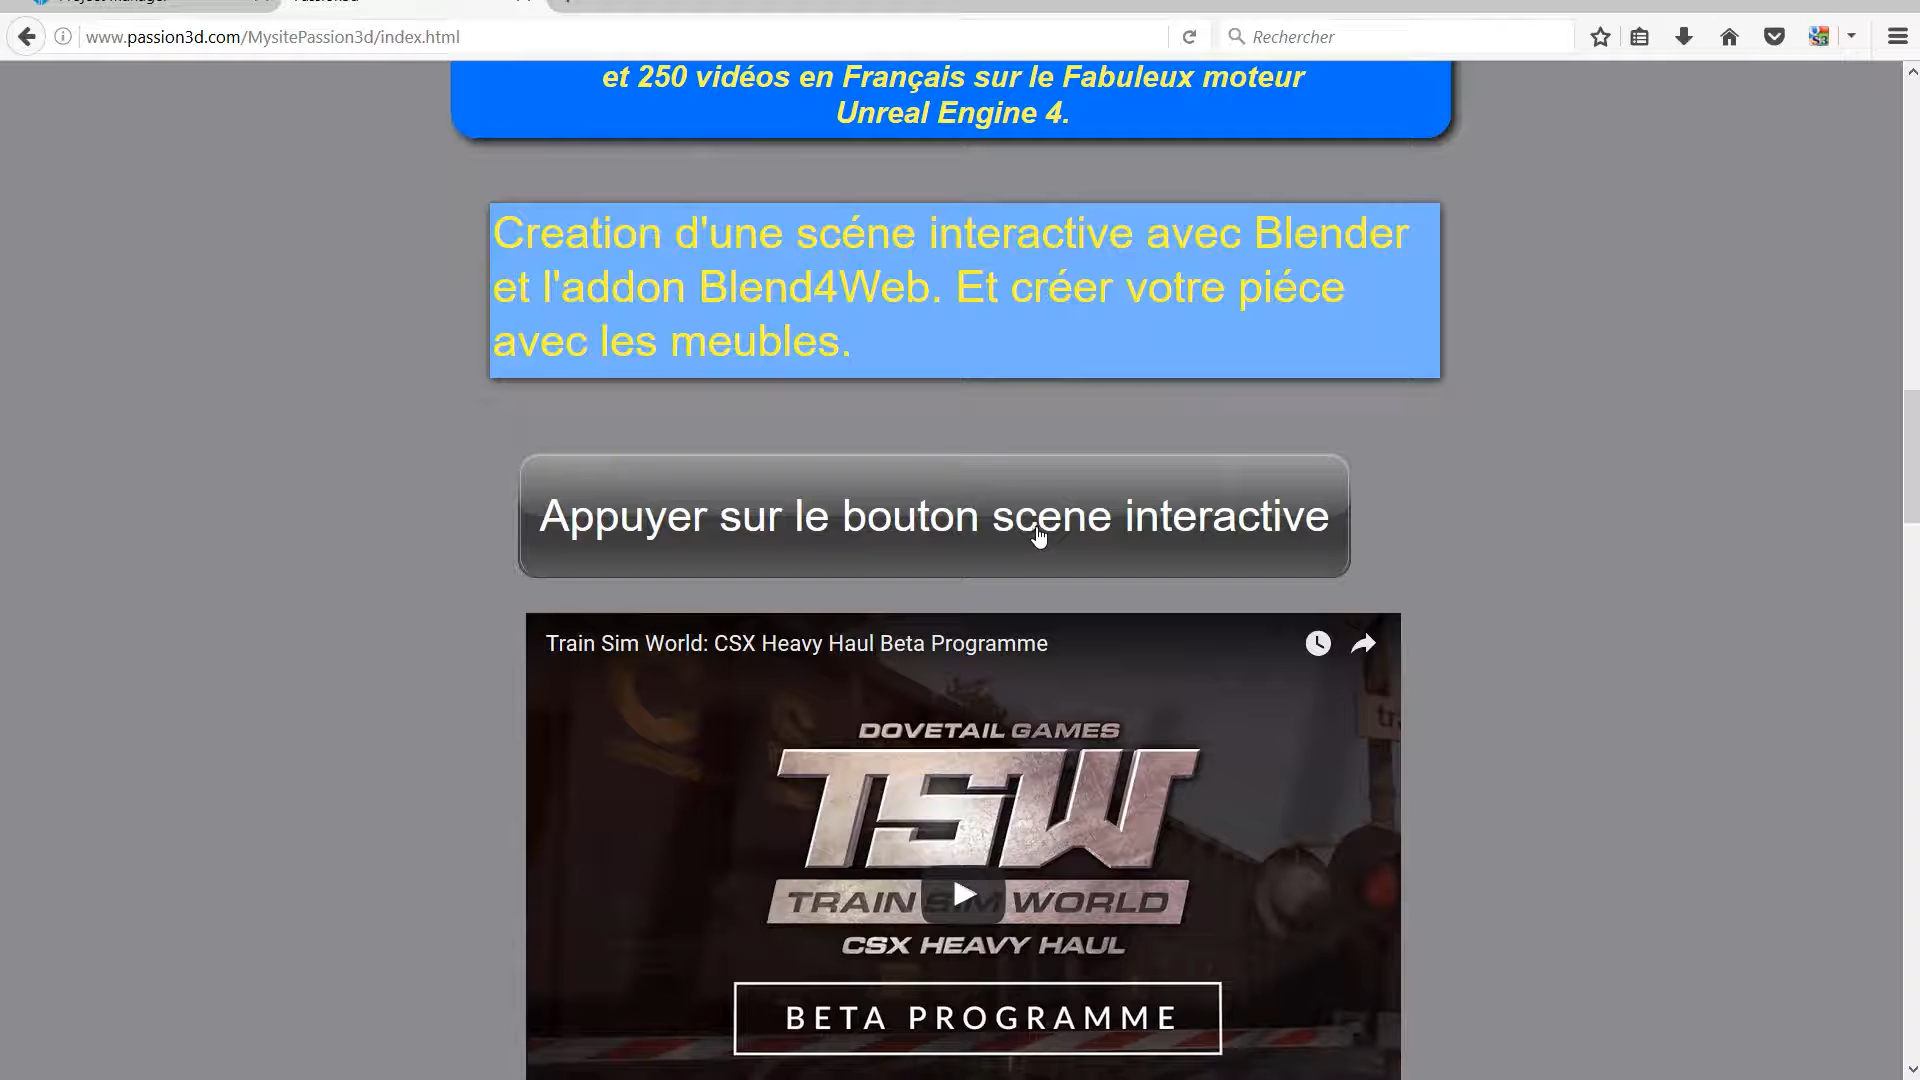 www.passion3d.com/MysitePassion3d/index.html
Rechercher
et 250 vidéos en Français sur le Fabuleux moteur
Unreal Engine 4.
Creation d'une scéne interactive avec Blender
et l'addon Blend4Web. Et créer votre piéce
avec les meubles.
Appuyer sur le bouton scene interactive
Train Sim World: CSX Heavy Haul Beta Programme
DOVETAIL GAMES
TSW
TRAIN SIM WORLD
CSX HEAVY HAUL
BETA PROGRAMME